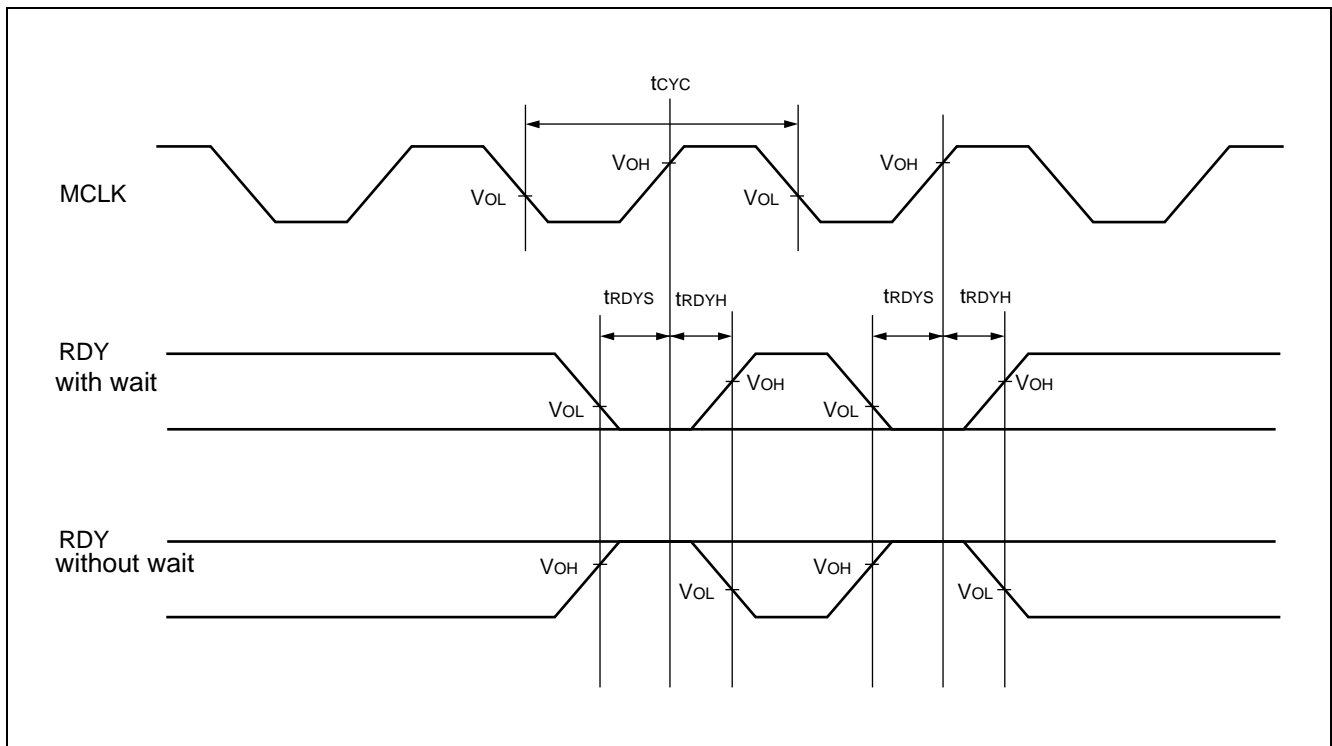 tCYC
VOH
VOH
MCLK
VOL
VOL
tRDYS
tRDYH
tRDYS
tRDYH
RDY
with wait
VOH
VOH
VOL
VOL
RDY
without wait
VOH
VOH
VOL
VOL